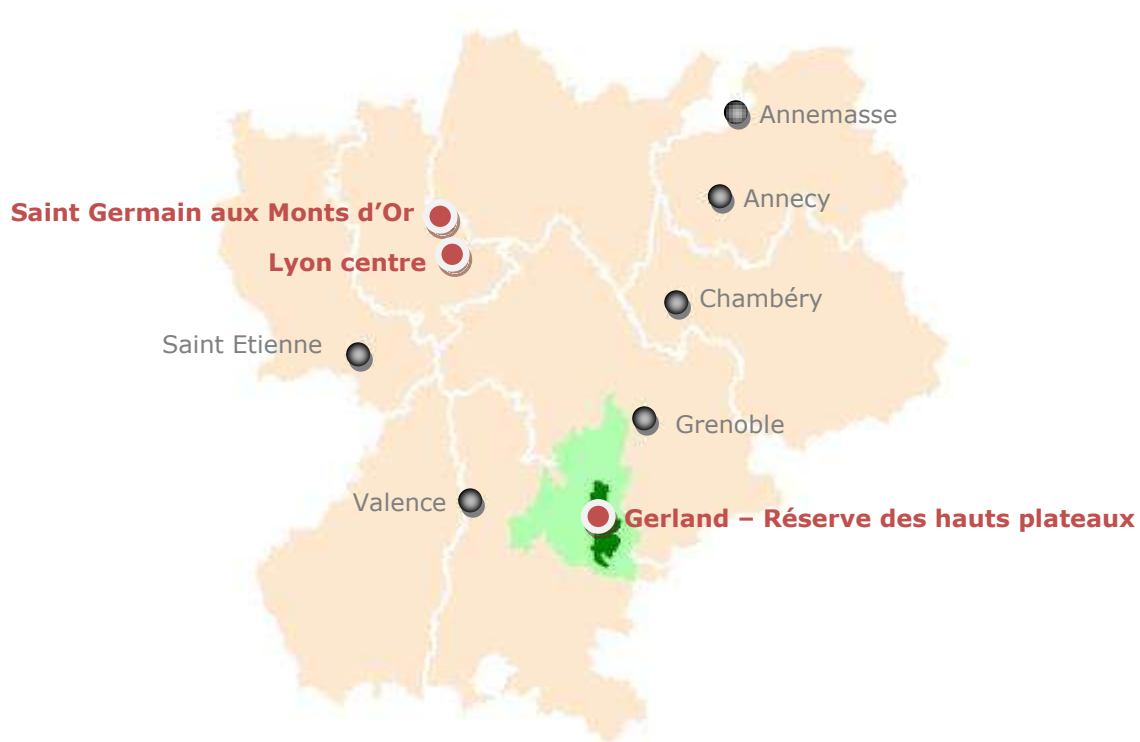 Annemasse
Annecy
Saint Germain aux Monts d’Or
Lyon centre
Chambéry
Saint Etienne
Grenoble
Valence
Gerland – Réserve des hauts plateaux